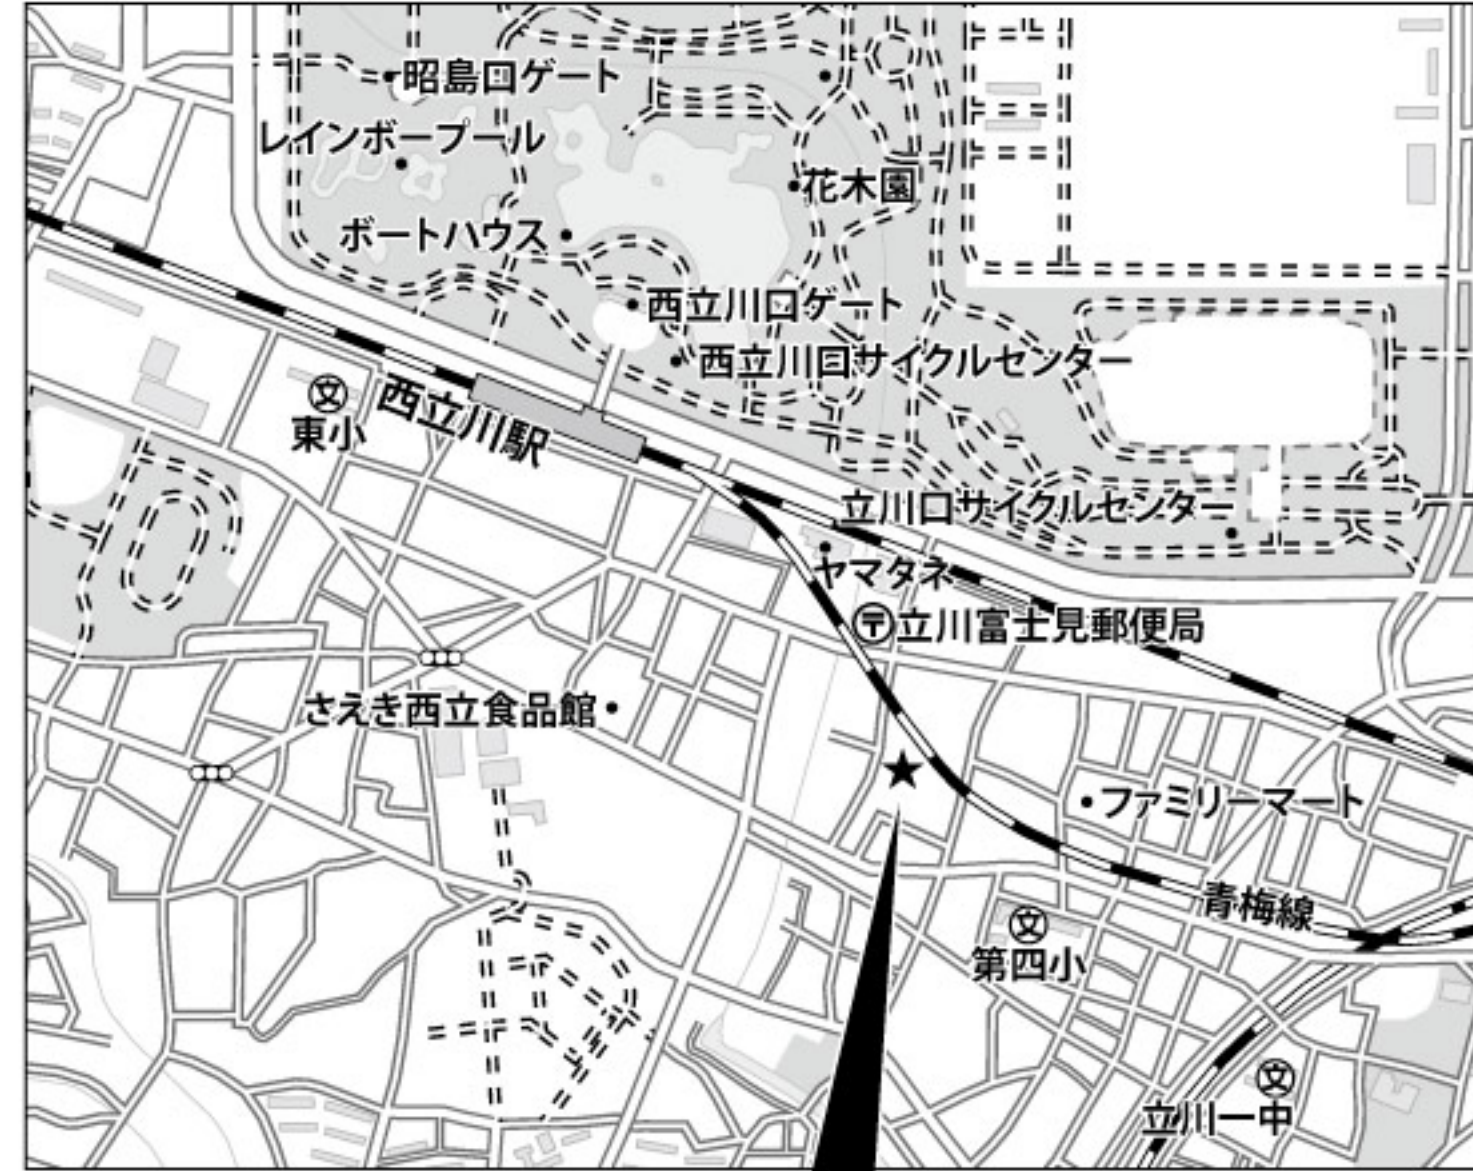 昭島口ゲート
レインボープール
花木園
ボートハウス
西立川口ゲート
西立川口サイクルセンター
文
東小
西立川駅
立川口サイクルセンター
ヤマタネ
〒立川富士見郵便局
さえき西立食品館
ファミリーマート
青梅線
文
第四小
文
立川一中